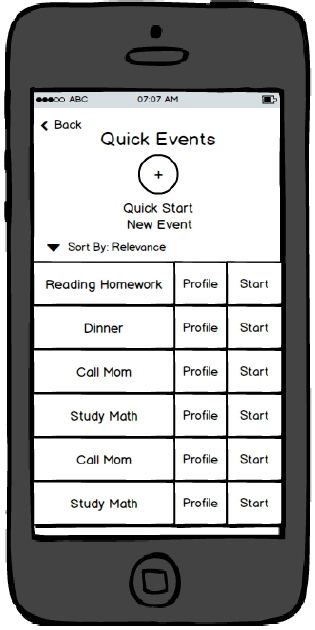 ABC 07:07 AM
Back
Quick Events
+
Quick Start
New Event
Sort By: Relevance
Reading Homework Profile Start
Dinner Profile Start
Call Mom Profile Start
Study Math Profile Start
Call Mom Profile Start
Study Math Profile Start